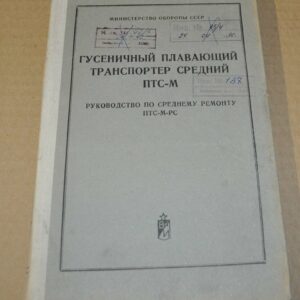 МИНИСТЕРСТВО ОБОРОНЫ СССР
ГУСЕНИЧНЫЙ ПЛАВАЮЩИЙ
ТРАНСПОРТЕР СРЕДНИЙ
ПТС-М
РУКОВОДСТВО ПО СРЕДНЕМУ РЕМОНТУ
ПТС-М-РС